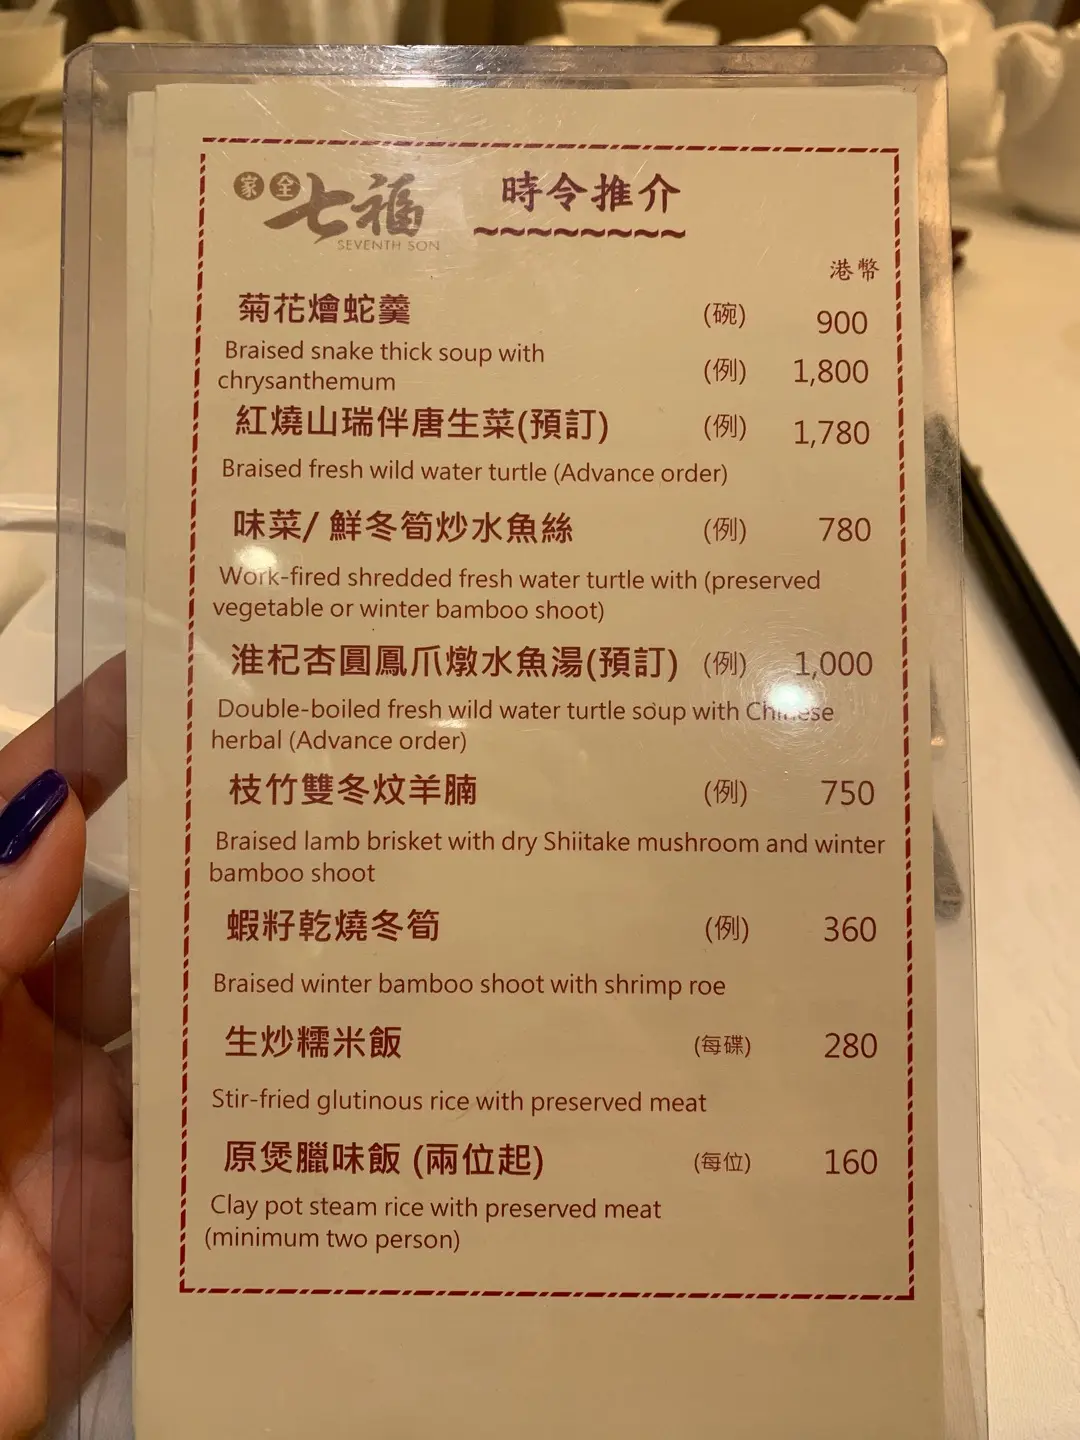 家全七福
SEVENTH SON
時令推介
港幣
菊花燴蛇羹 (碗) 900
Braised snake thick soup with
chrysanthemum (例) 1,800
紅燒山瑞伴唐生菜(預訂) (例) 1,780
Braised fresh wild water turtle (Advance order)
味菜/ 鮮冬筍炒水魚絲 (例) 780
Work-fired shredded fresh water turtle with (preserved
vegetable or winter bamboo shoot)
淮杞杏圓鳳爪燉水魚湯(預訂) (例) 1,000
Double-boiled fresh wild water turtle soup with Chinese
herbal (Advance order)
枝竹雙冬炆羊腩 (例) 750
Braised lamb brisket with dry Shiitake mushroom and winter
bamboo shoot
蝦籽乾燒冬筍 (例) 360
Braised winter bamboo shoot with shrimp roe
生炒糯米飯 (每碟) 280
Stir-fried glutinous rice with preserved meat
原煲臘味飯 (兩位起) (每位) 160
Clay pot steam rice with preserved meat
(minimum two person)